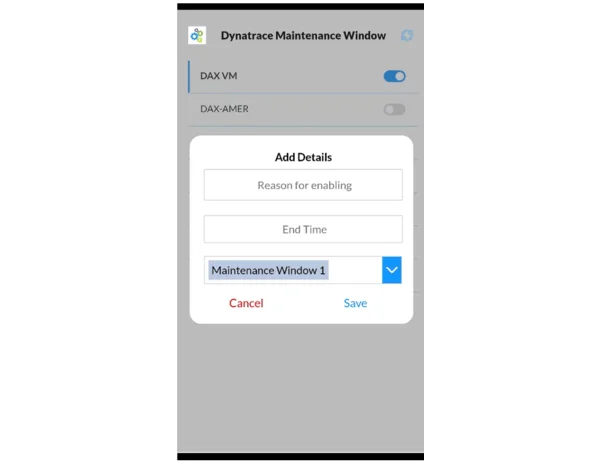 Dynatrace Maintenance Window
DAX VM
DAX-AMER
Add Details
Reason for enabling
End Time
Maintenance Window 1
Cancel
Save